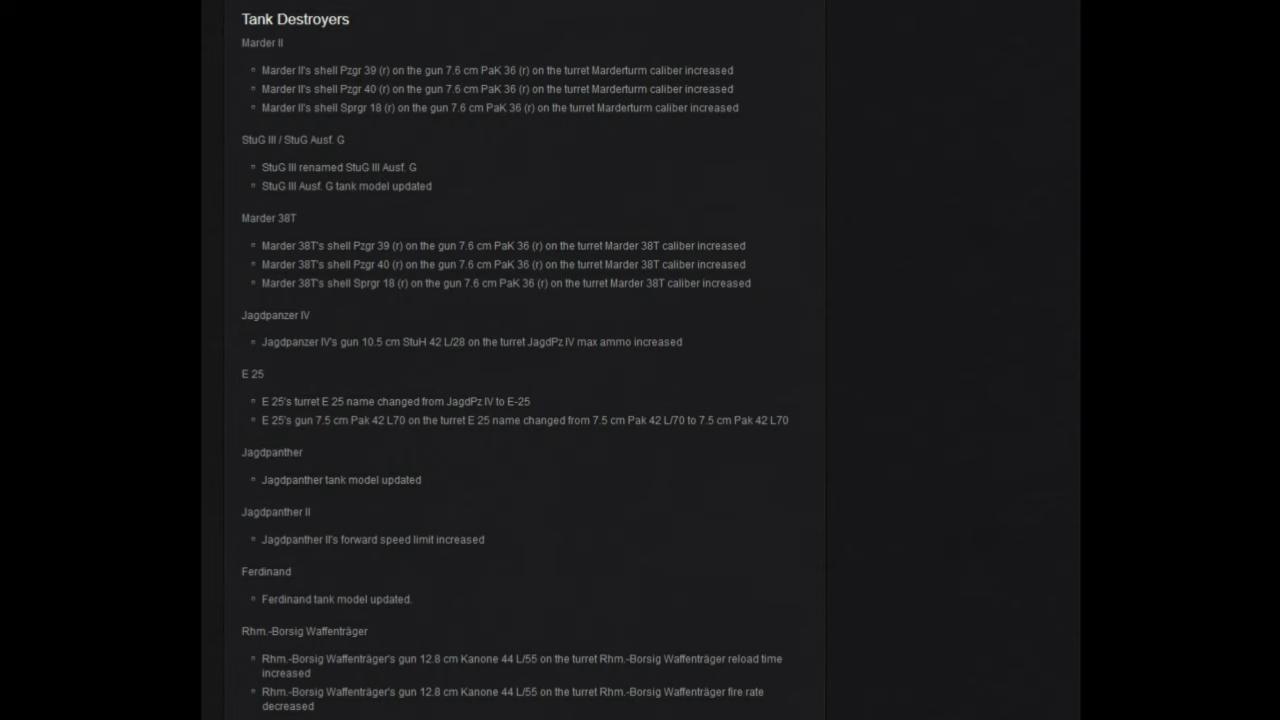 Tank Destroyers
Marder II
Marder II's shell Pzgr 39 (r) on the gun 7.6 cm PaK 36 (r) on the turret Marderturm caliber increased
Marder II's shell Pzgr 40 (r) on the gun 7.6 cm PaK 36 (r) on the turret Marderturm caliber increased
Marder II's shell Sprgr 18 (r) on the gun 7.6 cm PaK 36 (r) on the turret Marderturm caliber increased
StuG III / StuG Ausf. G
StuG III renamed StuG III Ausf. G
StuG III Ausf. G tank model updated
Marder 38T
Marder 38T's shell Pzgr 39 (r) on the gun 7.6 cm PaK 36 (r) on the turret Marder 38T caliber increased
Marder 38T's shell Pzgr 40 (r) on the gun 7.6 cm PaK 36 (r) on the turret Marder 38T caliber increased
Marder 38T's shell Sprgr 18 (r) on the gun 7.6 cm PaK 36 (r) on the turret Marder 38T caliber increased
Jagdpanzer IV
Jagdpanzer IV's gun 10.5 cm StuH 42 L/28 on the turret JagdPz IV max ammo increased
E 25
E 25's turret E 25 name changed from JagdPz IV to E-25
E 25's gun 7.5 cm Pak 42 L70 on the turret E 25 name changed from 7.5 cm Pak 42 L/70 to 7.5 cm Pak 42 L70
Jagdpanther
Jagdpanther tank model updated
Jagdpanther II
Jagdpanther II's forward speed limit increased
Ferdinand
Ferdinand tank model updated.
Rhm.-Borsig Waffenträger
Rhm.-Borsig Waffenträger's gun 12.8 cm Kanone 44 L/55 on the turret Rhm.-Borsig Waffenträger reload time
increased
Rhm.-Borsig Waffenträger's gun 12.8 cm Kanone 44 L/55 on the turret Rhm.-Borsig Waffenträger fire rate
decreased